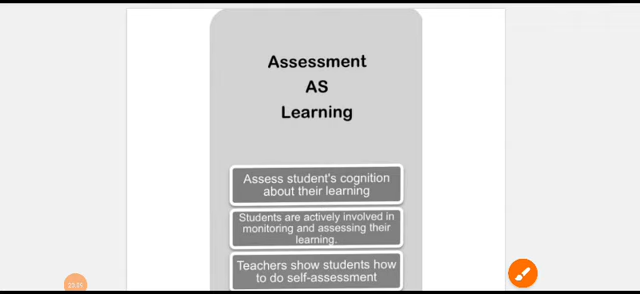 Assessment
AS
Learning
Assess student's cognition
about their learning
Students are actively involved in
monitoring and assessing their
learning.
Teachers show students how
to do self-assessment